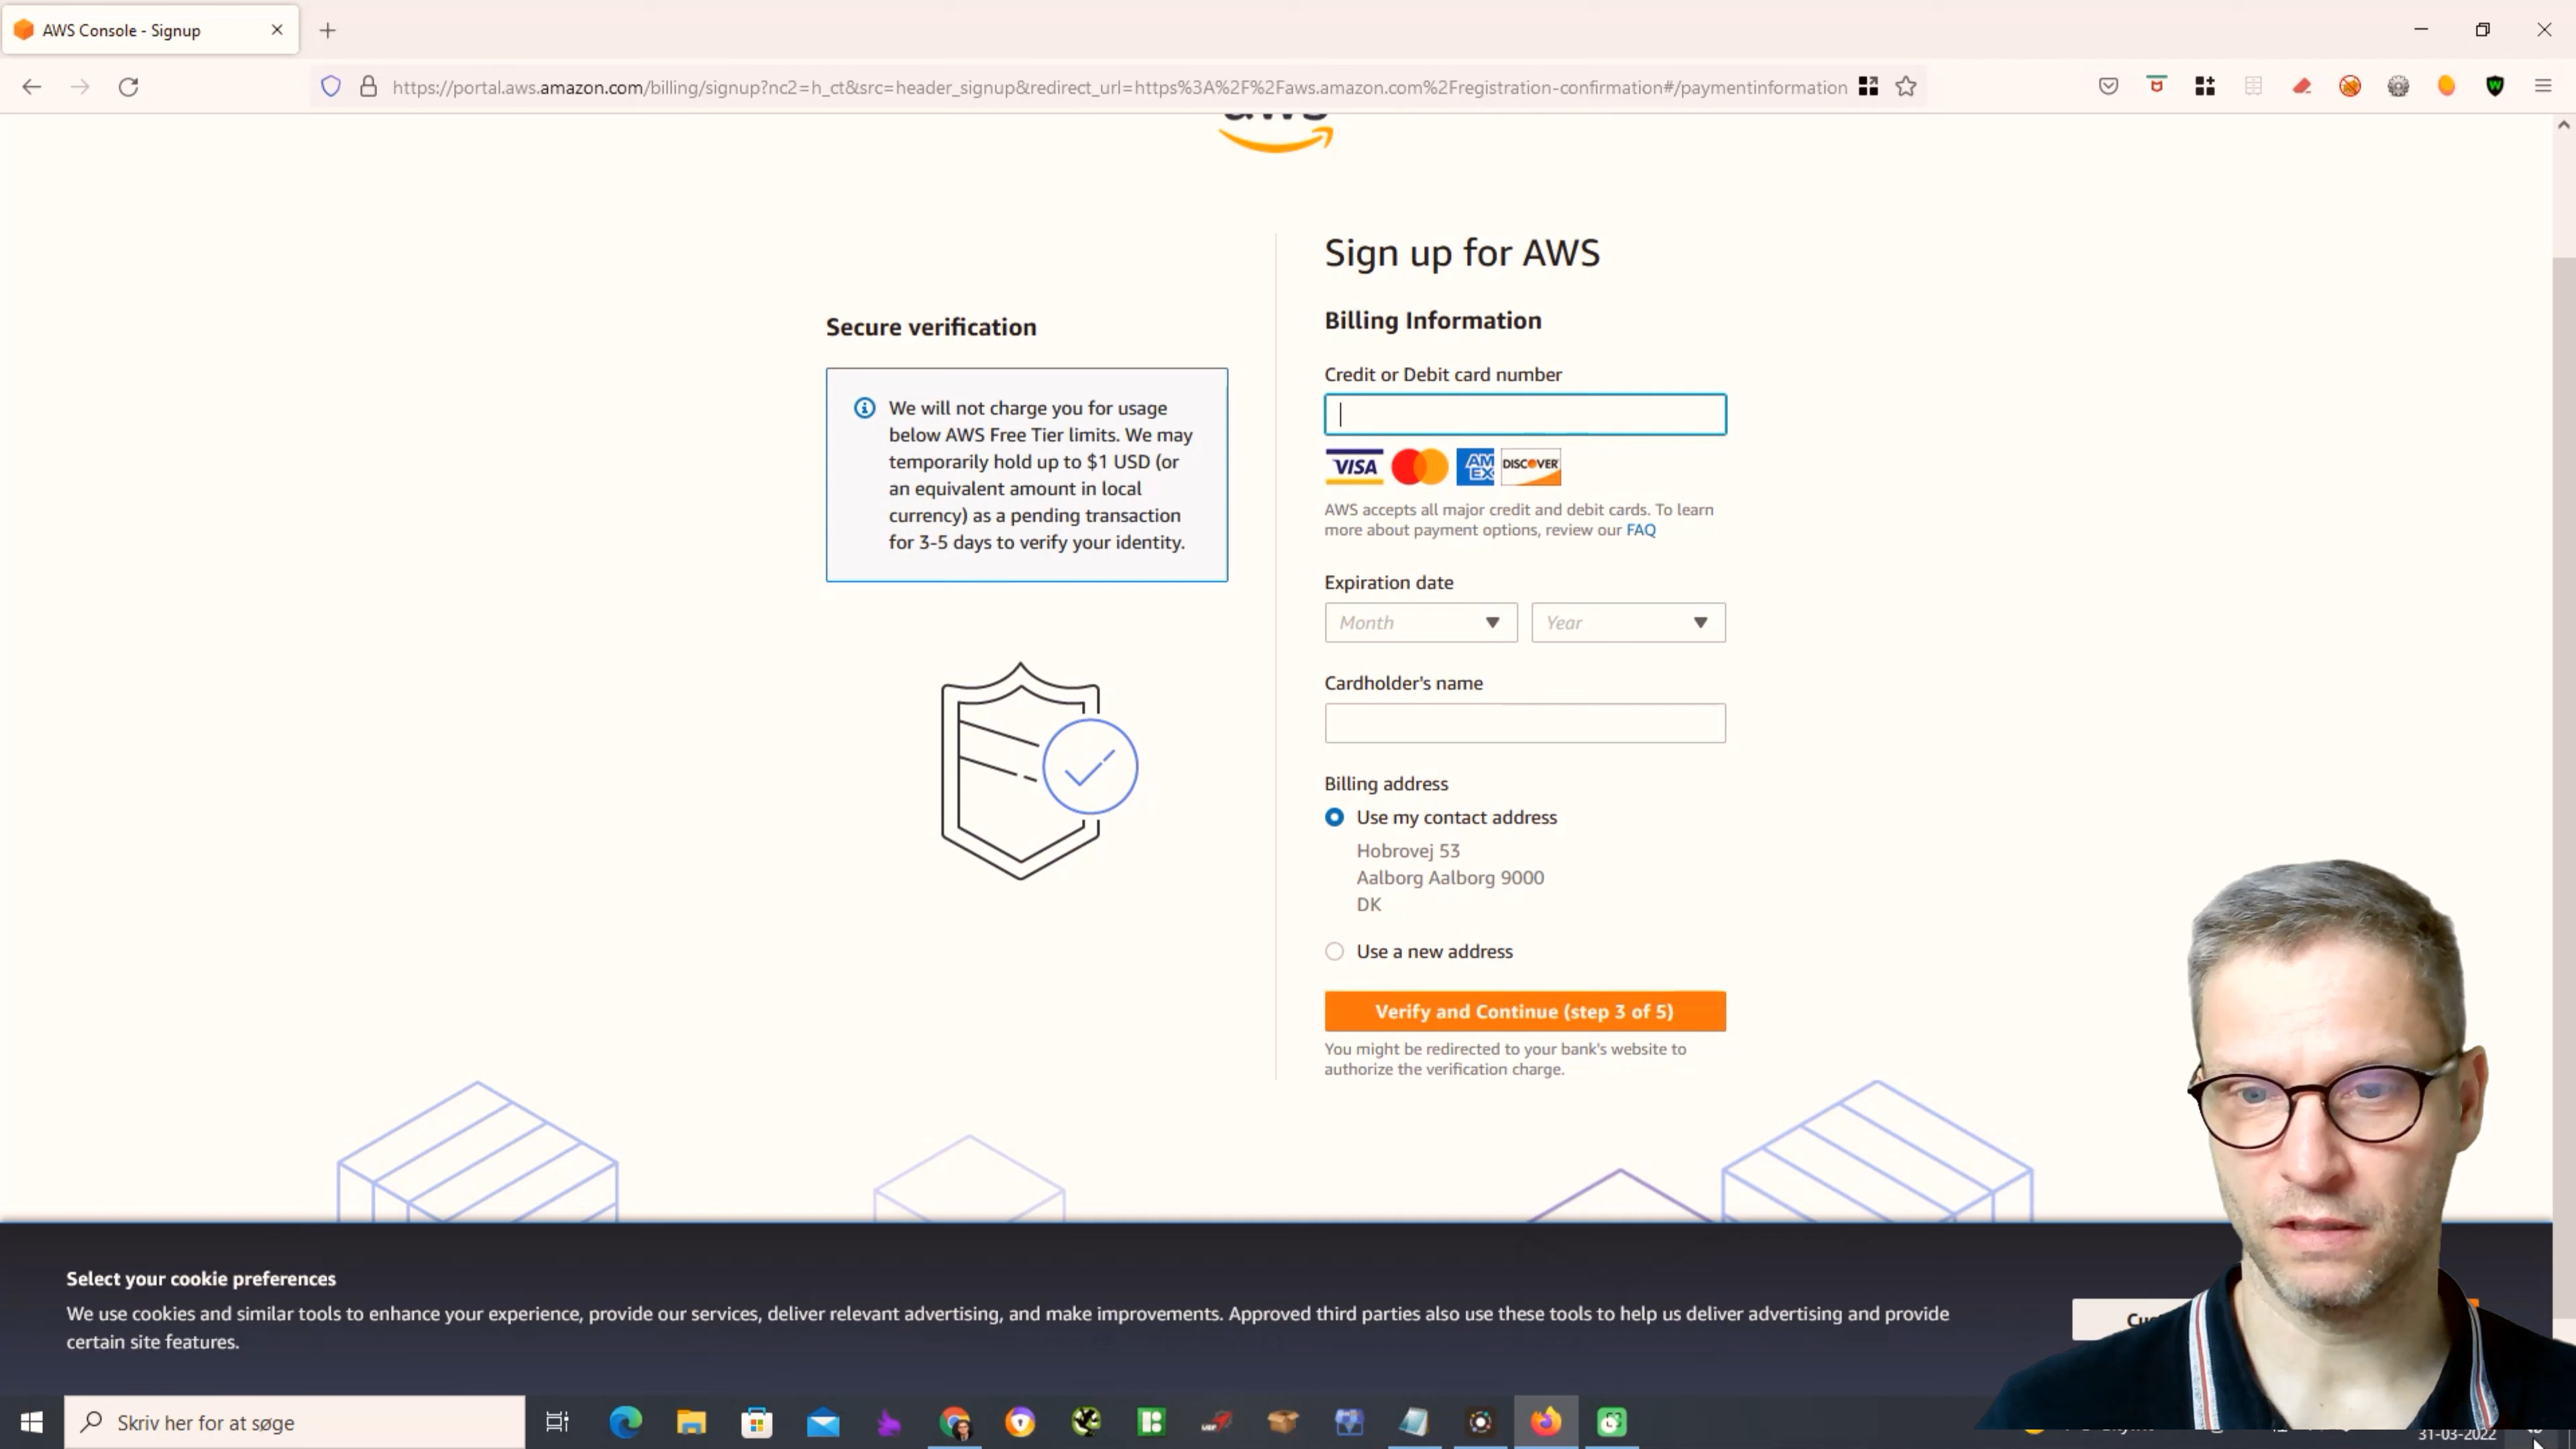 AWS Console - Signup
https://portal.aws.amazon.com/billing/signup?nc2=h_ct&src=header_signup&redirect_url=https%3A%2F%2Faws.amazon.com%2Fregistration-confirmation#/paymentinformation
aws
Sign up for AWS
Secure verification
We will not charge you for usage
below AWS Free Tier limits. We may
temporarily hold up to $1 USD (or
an equivalent amount in local
currency) as a pending transaction
for 3-5 days to verify your identity.
Billing Information
Credit or Debit card number
VISA AM EX DISCOVER
AWS accepts all major credit and debit cards. To learn
more about payment options, review our FAQ
Expiration date
Month Year
Cardholder's name
Billing address
Use my contact address
Hobrovej 53
Aalborg Aalborg 9000
DK
Use a new address
Verify and Continue (step 3 of 5)
You might be redirected to your bank's website to
authorize the verification charge.
Select your cookie preferences
We use cookies and similar tools to enhance your experience, provide our services, deliver relevant advertising, and make improvements. Approved third parties also use these tools to help us deliver advertising and provide
certain site features.
Skriv her for at søge
31-03-2022